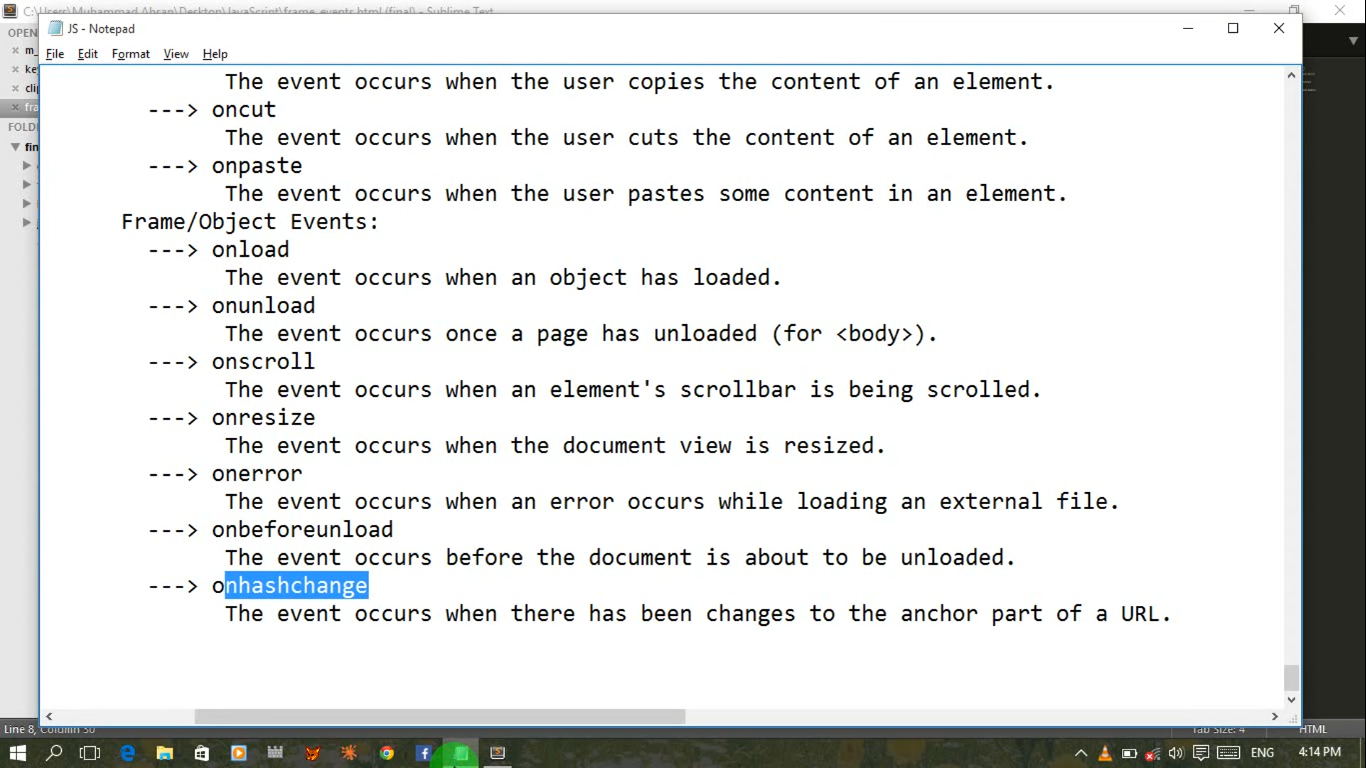 C:\Users\Muhammad Ahsan\Desktop\JavaScript\frame_events.html (final) - Sublime Text
JS - Notepad
File Edit Format View Help
OPEN
m_
key
clip
fra
FOLD
fin
The event occurs when the user copies the content of an element.
---> oncut
The event occurs when the user cuts the content of an element.
---> onpaste
The event occurs when the user pastes some content in an element.
Frame/Object Events:
---> onload
The event occurs when an object has loaded.
---> onunload
The event occurs once a page has unloaded (for <body>).
---> onscroll
The event occurs when an element's scrollbar is being scrolled.
---> onresize
The event occurs when the document view is resized.
---> onerror
The event occurs when an error occurs while loading an external file.
---> onbeforeunload
The event occurs before the document is about to be unloaded.
---> onhashchange
The event occurs when there has been changes to the anchor part of a URL.
Line 8, Column 30
Tab Size: 4 HTML
ENG 4:14 PM